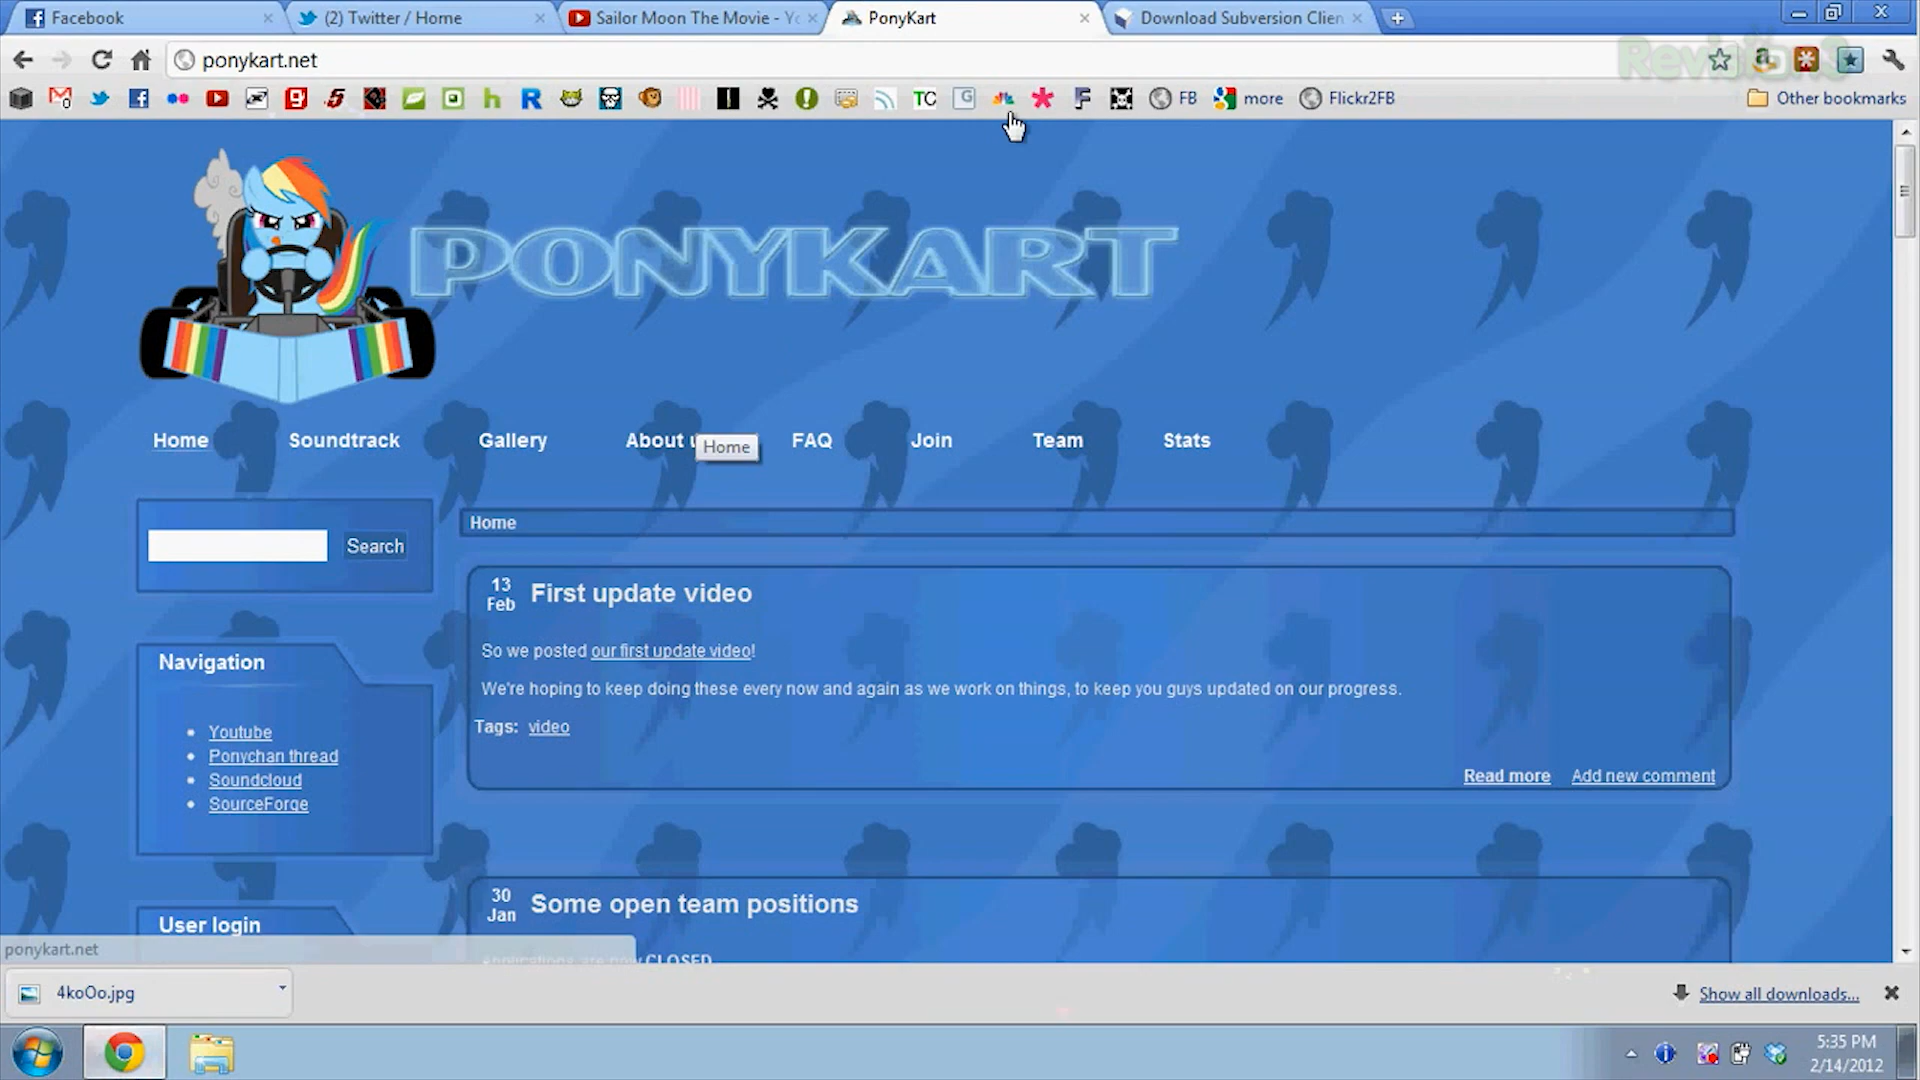 Facebook
(2) Twitter / Home
Sailor Moon The Movie - Yo
PonyKart
Download Subversion Clien
ponykart.net
Revision3
TC
G
FB
more
Flickr2FB
Other bookmarks
PONYKART
Home
Soundtrack
Gallery
About u
Home
FAQ
Join
Team
Stats
Search
Home
13
Feb
First update video
So we posted our first update video!
We're hoping to keep doing these every now and again as we work on things, to keep you guys updated on our progress.
Tags: video
Read more
Add new comment
Navigation
Youtube
Ponychan thread
Soundcloud
SourceForge
30
Jan
Some open team positions
Applications are now CLOSED
User login
ponykart.net
4koOo.jpg
Show all downloads...
5:35 PM
2/14/2012